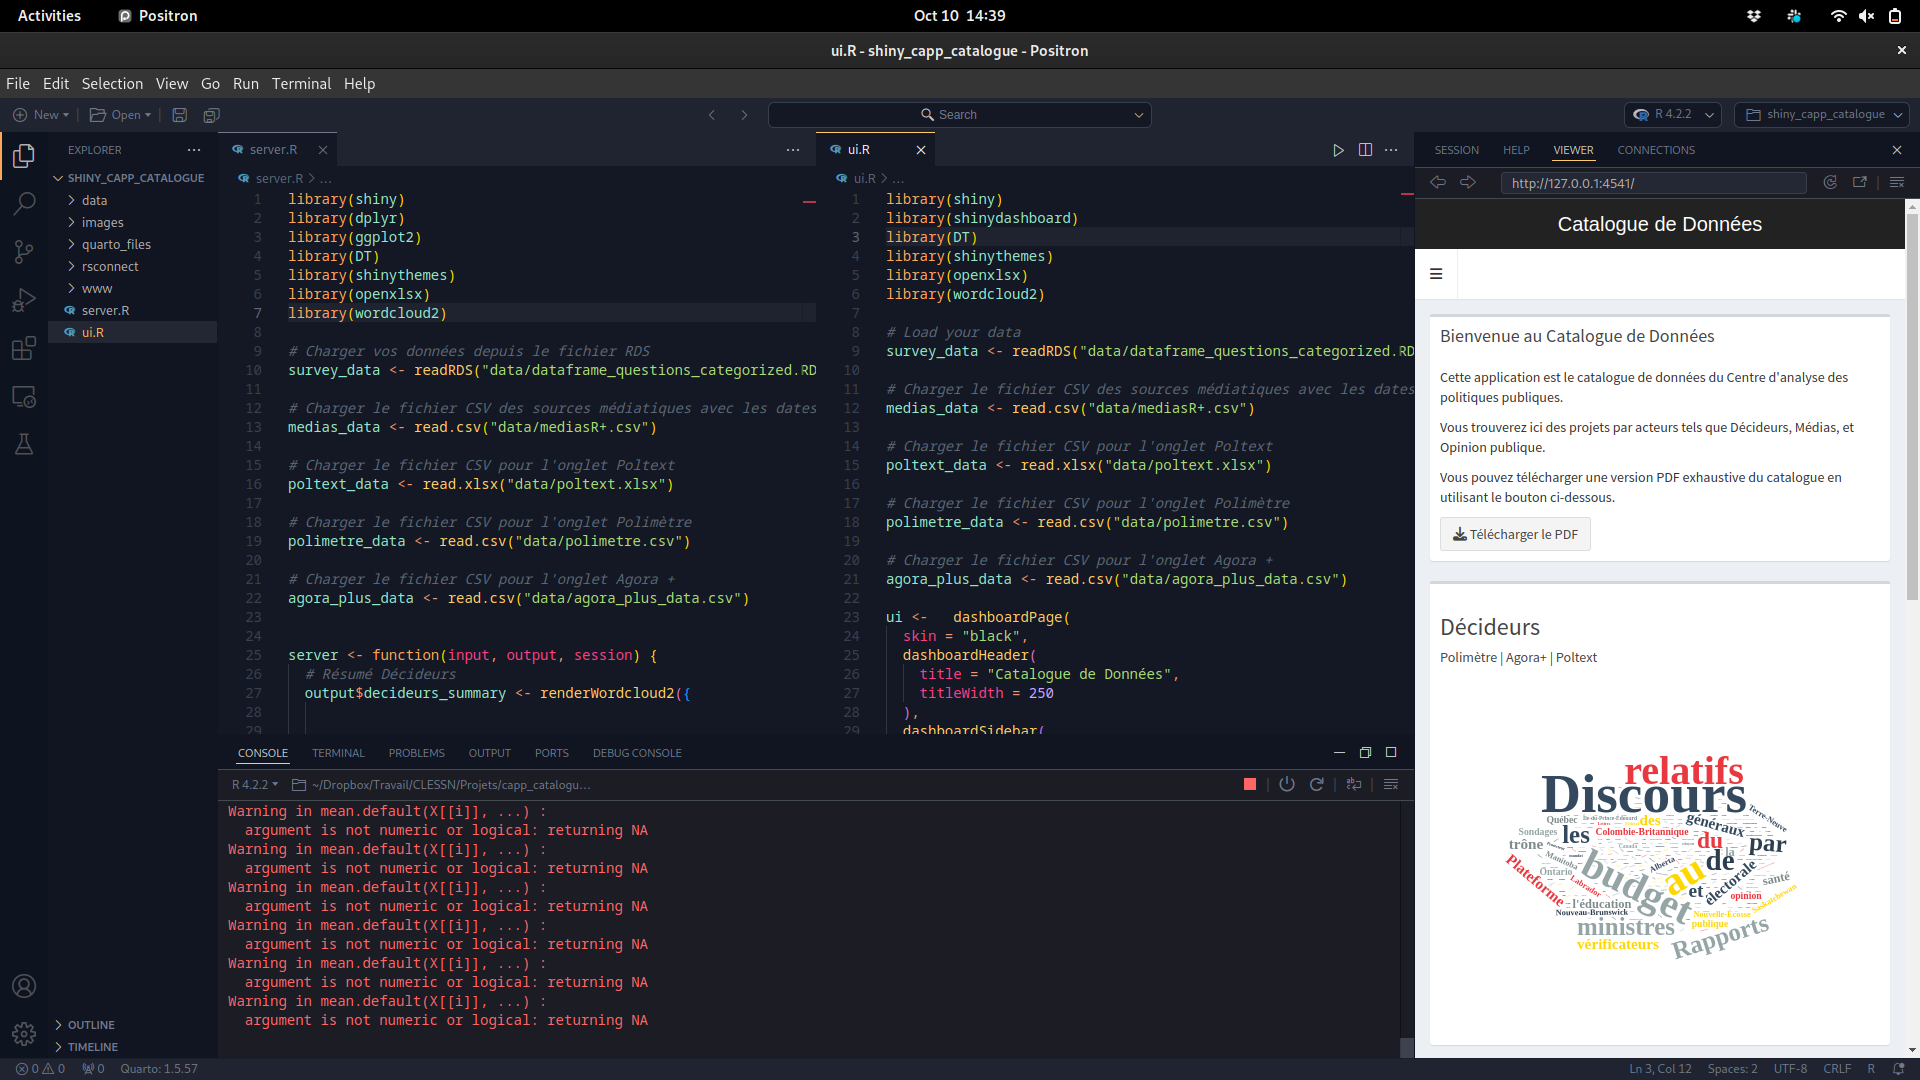 Activities
Positron
Oct 10 14:39
ui.R - shiny_capp_catalogue - Positron
File Edit Selection View Go Run Terminal Help
New
Open
Search
R 4.2.2
shiny_capp_catalogue
EXPLORER
SHINY_CAPP_CATALOGUE
data
images
quarto_files
rsconnect
www
server.R
ui.R
OUTLINE
TIMELINE
server.R
server.R > ...
1 library(shiny)
2 library(dplyr)
3 library(ggplot2)
4 library(DT)
5 library(shinythemes)
6 library(openxlsx)
7 library(wordcloud2)
8
9 # Charger vos données depuis le fichier RDS
10 survey_data <- readRDS("data/dataframe_questions_categorized.RD
11
12 # Charger le fichier CSV des sources médiatiques avec les dates
13 medias_data <- read.csv("data/mediasR+.csv")
14
15 # Charger le fichier CSV pour l'onglet Poltext
16 poltext_data <- read.xlsx("data/poltext.xlsx")
17
18 # Charger le fichier CSV pour l'onglet Polimètre
19 polimetre_data <- read.csv("data/polimetre.csv")
20
21 # Charger le fichier CSV pour l'onglet Agora +
22 agora_plus_data <- read.csv("data/agora_plus_data.csv")
23
24
25 server <- function(input, output, session) {
26 # Résumé Décideurs
27 output$decideurs_summary <- renderWordcloud2({
28
29
ui.R
ui.R > ...
1 library(shiny)
2 library(shinydashboard)
3 library(DT)
4 library(shinythemes)
5 library(openxlsx)
6 library(wordcloud2)
7
8 # Load your data
9 survey_data <- readRDS("data/dataframe_questions_categorized.RD
10
11 # Charger le fichier CSV des sources médiatiques avec les dates
12 medias_data <- read.csv("data/mediasR+.csv")
13
14 # Charger le fichier CSV pour l'onglet Poltext
15 poltext_data <- read.xlsx("data/poltext.xlsx")
16
17 # Charger le fichier CSV pour l'onglet Polimètre
18 polimetre_data <- read.csv("data/polimetre.csv")
19
20 # Charger le fichier CSV pour l'onglet Agora +
21 agora_plus_data <- read.csv("data/agora_plus_data.csv")
22
23 ui <- dashboardPage(
24 skin = "black",
25 dashboardHeader(
26 title = "Catalogue de Données",
27 titleWidth = 250
28 ),
29 dashboardSidebar(
CONSOLE TERMINAL PROBLEMS OUTPUT PORTS DEBUG CONSOLE
R 4.2.2 ~/Dropbox/Travail/CLESSN/Projets/capp_catalogu...
Warning in mean.default(X[[i]], ...) :
argument is not numeric or logical: returning NA
Warning in mean.default(X[[i]], ...) :
argument is not numeric or logical: returning NA
Warning in mean.default(X[[i]], ...) :
argument is not numeric or logical: returning NA
Warning in mean.default(X[[i]], ...) :
argument is not numeric or logical: returning NA
Warning in mean.default(X[[i]], ...) :
argument is not numeric or logical: returning NA
Warning in mean.default(X[[i]], ...) :
argument is not numeric or logical: returning NA
SESSION HELP VIEWER CONNECTIONS
http://127.0.0.1:4541/
Catalogue de Données
Bienvenue au Catalogue de Données
Cette application est le catalogue de données du Centre d'analyse des
politiques publiques.
Vous trouverez ici des projets par acteurs tels que Décideurs, Médias, et
Opinion publique.
Vous pouvez télécharger une version PDF exhaustive du catalogue en
utilisant le bouton ci-dessous.
Télécharger le PDF
Décideurs
Polimètre | Agora+ | Poltext
relatifs
Discours
Terre-Neuve
Québec
Île-du-Prince-Édouard
des
généraux
Sondages
les
Colombie-Britannique
du
par
trône
la
de
Manitoba
Alberta
Plateforme
Ontario
budget
au
électorale
santé
Labrador
et
opinion
Saskatchewan
l'éducation
Nouveau-Brunswick
Nouvelle-Écosse
publique
ministres
Rapports
vérificateurs
0 0
0
Quarto: 1.5.57
Ln 3, Col 12
Spaces: 2
UTF-8
CRLF
R